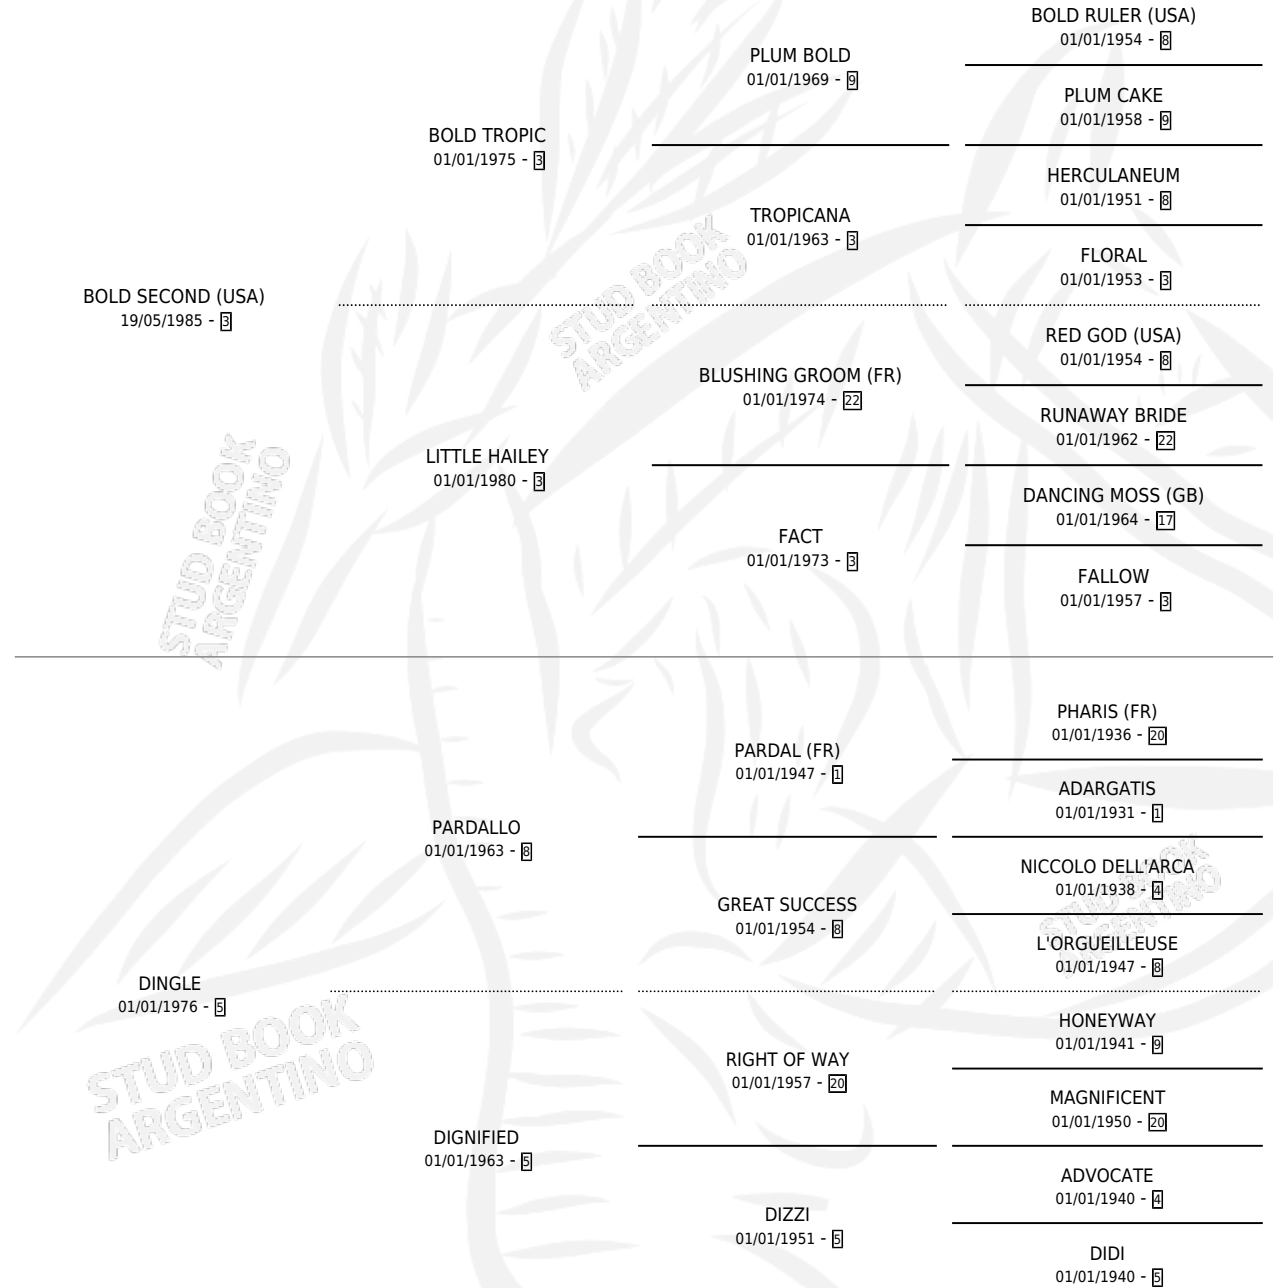 BOLD RULER (USA)
01/01/1954 - 8
PLUM BOLD
01/01/1969 - 9
PLUM CAKE
01/01/1958 - 9
BOLD TROPIC
01/01/1975 - 3
HERCULANEUM
01/01/1951 - 8
TROPICANA
01/01/1963 - 3
FLORAL
01/01/1953 - 3
BOLD SECOND (USA)
19/05/1985 - 3
RED GOD (USA)
01/01/1954 - 8
BLUSHING GROOM (FR)
01/01/1974 - 22
RUNAWAY BRIDE
01/01/1962 - 22
LITTLE HAILEY
01/01/1980 - 3
DANCING MOSS (GB)
01/01/1964 - 17
FACT
01/01/1973 - 3
FALLOW
01/01/1957 - 3
PHARIS (FR)
01/01/1936 - 20
PARDAL (FR)
01/01/1947 - 1
ADARGATIS
01/01/1931 - 1
PARDALLO
01/01/1963 - 8
NICCOLO DELL'ARCA
01/01/1938 - 4
GREAT SUCCESS
01/01/1954 - 8
L'ORGUEILLEUSE
01/01/1947 - 8
DINGLE
01/01/1976 - 5
HONEYWAY
01/01/1941 - 9
RIGHT OF WAY
01/01/1957 - 20
MAGNIFICENT
01/01/1950 - 20
DIGNIFIED
01/01/1963 - 5
ADVOCATE
01/01/1940 - 4
DIZZI
01/01/1951 - 5
DIDI
01/01/1940 - 5
STUD BOOK
ARGENTINO
STUD BOOK
ARGENTINO
STUD BOOK
ARGENTINO
STUD BOOK
ARGENTINO